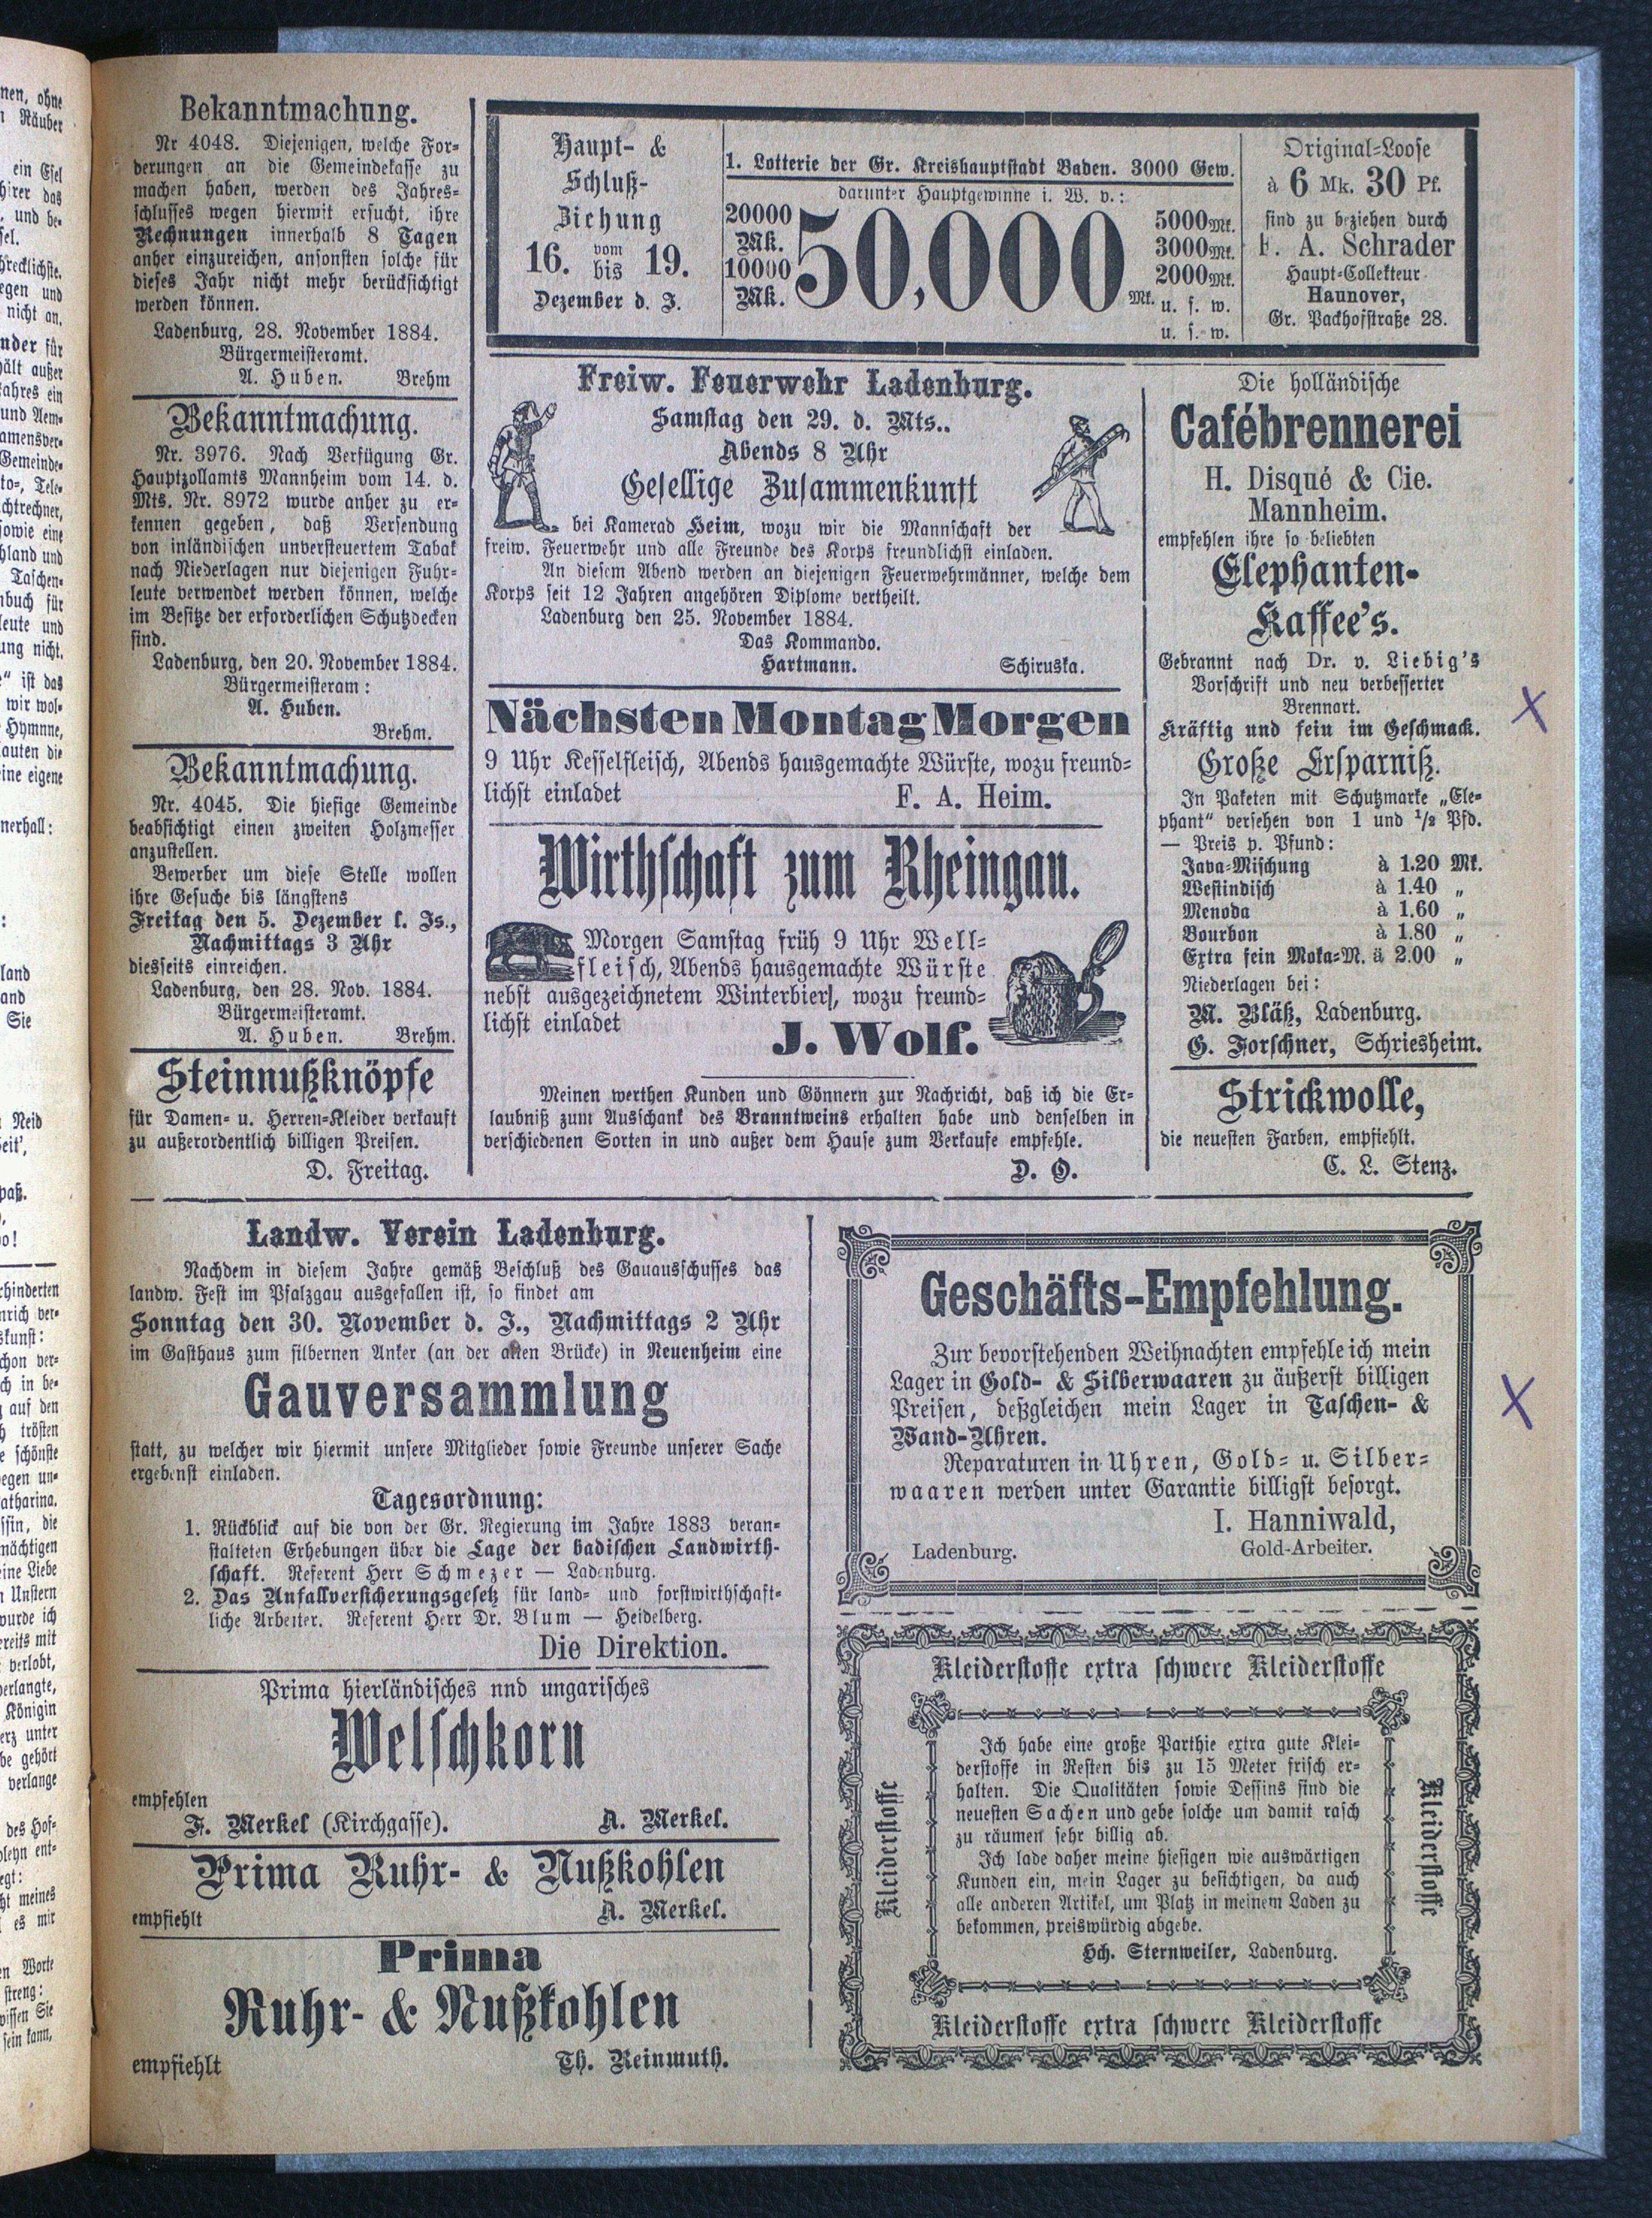 Bekanntmachung.
Nr 4048. Diejenigen, welche For-
derungen an die Gemeindekasse zu
machen haben, werden des Jahres-
schlusses wegen hiermit ersucht, ihre
Rechnungen innerhalb 8 Tagen
anher einzureichen, ansonsten solche für
dieses Jahr nicht mehr berücksichtigt
werden können.
Ladenburg, 28. November 1884.
Bürgermeisteramt.
A. Huben. Brehm
Bekanntmachung.
Nr. 3976. Nach Verfügung Gr.
Hauptzollamts Mannheim vom 14. d.
Mts. Nr. 8972 wurde anher zu er-
kennen gegeben, daß Versendung
von inländischen unversteuertem Tabak
nach Niederlagen nur diejenigen Fuhr-
leute verwendet werden können, welche
im Besitze der erforderlichen Schutzdecken
sind.
Ladenburg, den 20. November 1884.
Bürgermeisteram:
A. Huben.
Brehm.
Bekanntmachung.
Nr. 4045. Die hiesige Gemeinde
beabsichtigt einen zweiten Holzmesser
anzustellen.
Bewerber um diese Stelle wollen
ihre Gesuche bis längstens
Freitag den 5. Dezember l. Js.,
Nachmittags 3 Uhr
diesseits einreichen.
Ladenburg, den 28. Nov. 1884.
Bürgermeisteramt.
A. Huben. Brehm.
Steinnußknöpfe
für Damen- u. Herren-Kleider verkauft
zu außerordentlich billigen Preisen.
D. Freitag.
Haupt- &
Schluß-
Ziehung
16. vom bis 19.
Dezember d. J.
1. Lotterie der Gr. Kreishauptstadt Baden. 3000 Gew.
darunter Hauptgewinne i. W. v.:
20000
Mk.
10000
Mk.
50,000
Mk.
5000 Mk.
3000 Mk.
2000 Mk.
u. s. w.
u. s. w.
Original-Loose
à 6 Mk. 30 Pf.
sind zu beziehen durch
F. A. Schrader
Haupt-Collekteur
Hannover,
Gr. Packhofstraße 28.
Freiw. Feuerwehr Ladenburg.
Samstag den 29. d. Mts..
Abends 8 Uhr
Gesellige Zusammenkunft
bei Kamerad Heim, wozu wir die Mannschaft der
freiw. Feuerwehr und alle Freunde des Korps freundlichst einladen.
An diesem Abend werden an diejenigen Feuerwehrmänner, welche dem
Korps seit 12 Jahren angehören Diplome vertheilt.
Ladenburg den 25. November 1884.
Das Kommando.
Hartmann. Schiruska.
Nächsten Montag Morgen
9 Uhr Kesselfleisch, Abends hausgemachte Würste, wozu freund-
lichst einladet F. A. Heim.
Wirthschaft zum Rheingau.
Morgen Samstag früh 9 Uhr Well-
fleisch, Abends hausgemachte Würste
nebst ausgezeichnetem Winterbier, wozu freund-
lichst einladet
J. Wolf.
Meinen werthen Kunden und Gönnern zur Nachricht, daß ich die Er-
laubniß zum Ausschank des Branntweins erhalten habe und denselben in
verschiedenen Sorten in und außer dem Hause zum Verkaufe empfehle.
D. O.
Die holländische
Cafébrennerei
H. Disqué & Cie.
Mannheim.
empfehlen ihre so beliebten
Elephanten-
Kaffee's.
Gebrannt nach Dr. v. Liebig's
Vorschrift und neu verbesserter
Brennart.
Kräftig und fein im Geschmack.
Große Ersparniß.
In Paketen mit Schutzmarke „Ele-
phant" versehen von 1 und 1/2 Pfd.
— Preis p. Pfund:
Java-Mischung à 1.20 Mk.
Westindisch à 1.40 „
Menoda à 1.60 „
Bourbon à 1.80 „
Extra fein Moka-M. à 2.00 „
Niederlagen bei:
M. Bläß, Ladenburg.
G. Forschner, Schriesheim.
Strickwolle,
die neuesten Farben, empfiehlt.
C. L. Stenz.
Landw. Verein Ladenburg.
Nachdem in diesem Jahre gemäß Beschluß des Gauausschusses das
landw. Fest im Pfalzgau ausgefallen ist, so findet am
Sonntag den 30. November d. J., Nachmittags 2 Uhr
im Gasthaus zum silbernen Anker (an der alten Brücke) in Neuenheim eine
Gauversammlung
statt, zu welcher wir hiermit unsere Mitglieder sowie Freunde unserer Sache
ergebenst einladen.
Tagesordnung:
1. Rückblick auf die von der Gr. Regierung im Jahre 1883 veran-
stalteten Erhebungen über die Lage der badischen Landwirth-
schaft. Referent Herr Schmezer — Ladenburg.
2. Das Unfallversicherungsgesetz für land- und forstwirthschaft-
liche Arbeiter. Referent Herr Dr. Blum — Heidelberg.
Die Direktion.
Prima hierländisches nnd ungarisches
Welschkorn
empfehlen
F. Merkel (Kirchgasse). A. Merkel.
Prima Ruhr- & Nußkohlen
empfiehlt A. Merkel.
Prima
Ruhr- & Nußkohlen
empfiehlt Th. Reinmuth.
Geschäfts-Empfehlung.
Zur bevorstehenden Weihnachten empfehle ich mein
Lager in Gold- & Silberwaaren zu äußerst billigen
Preisen, deßgleichen mein Lager in Taschen- &
Wand-Uhren.
Reparaturen in Uhren, Gold- u. Silber-
waaren werden unter Garantie billigst besorgt.
I. Hanniwald,
Ladenburg. Gold-Arbeiter.
Kleiderstoffe extra schwere Kleiderstoffe
Kleiderstoffe
Ich habe eine große Parthie extra gute Klei-
derstoffe in Resten bis zu 15 Meter frisch er-
halten. Die Qualitäten sowie Dessins sind die
neuesten Sachen und gebe solche um damit rasch
zu räumen sehr billig ab.
Ich lade daher meine hiesigen wie auswärtigen
Kunden ein, mein Lager zu besichtigen, da auch
alle anderen Artikel, um Platz in meinem Laden zu
bekommen, preiswürdig abgebe.
Hch. Sternweiler, Ladenburg.
Kleiderstoffe
Kleiderstoffe extra schwere Kleiderstoffe